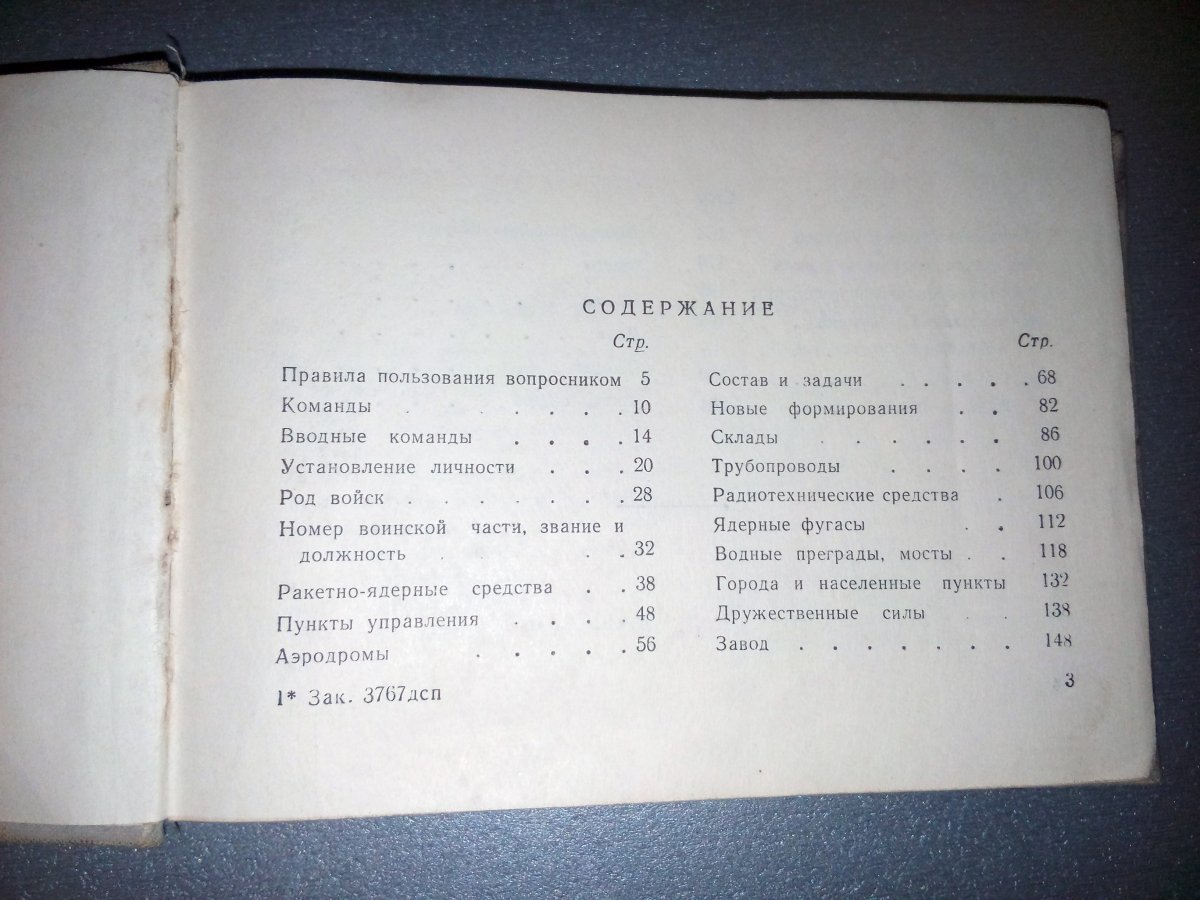 СОДЕРЖАНИЕ
Стр.
Правила пользования вопросником 5
Команды . . . . . . 10
Вводные команды . . . . 14
Установление личности . . . 20
Род войск . . . . . . . 28
Номер воинской части, звание и
должность . . . . 32
Ракетно-ядерные средства . . 38
Пункты управления . . . . 48
Аэродромы . . . . . 56
1* Зак. 3767дсп
Стр.
Состав и задачи . . . . . 68
Новые формирования . . 82
Склады . . . . . . 86
Трубопроводы . . . . 100
Радиотехнические средства . 106
Ядерные фугасы . . 112
Водные преграды, мосты . . 118
Города и населенные пункты 132
Дружественные силы . . 138
Завод . . . . . . . 148
3